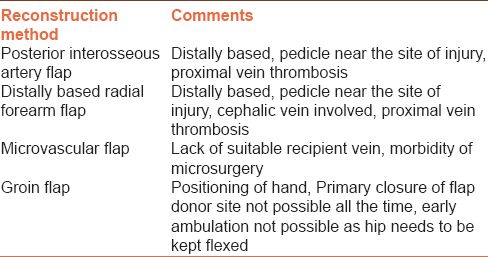 Reconstruction method Comments
Posterior interosseous artery flap Distally based, pedicle near the site of injury, proximal vein thrombosis
Distally based radial forearm flap Distally based, pedicle near the site of injury, cephalic vein involved, proximal vein thrombosis
Microvascular flap Lack of suitable recipient vein, morbidity of microsurgery
Groin flap Positioning of hand, Primary closure of flap donor site not possible all the time, early ambulation not possible as hip needs to be kept flexed